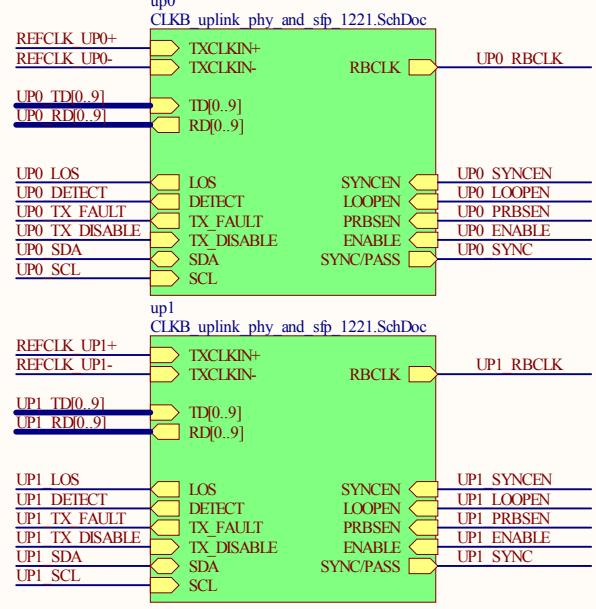 up0
CLKB_uplink_phy_and_sfp_1221.SchDoc
REFCLK_UP0+ TXCLKIN+
REFCLK_UP0- TXCLKIN- RBCLK UP0_RBCLK
UP0_TD[0..9] TD[0..9]
UP0_RD[0..9] RD[0..9]
UP0_LOS LOS SYNCEN UP0_SYNCEN
UP0_DETECT DETECT LOOPEN UP0_LOOPEN
UP0_TX_FAULT TX_FAULT PRBSEN UP0_PRBSEN
UP0_TX_DISABLE TX_DISABLE ENABLE UP0_ENABLE
UP0_SDA SDA SYNC/PASS UP0_SYNC
UP0_SCL SCL
up1
CLKB_uplink_phy_and_sfp_1221.SchDoc
REFCLK_UP1+ TXCLKIN+
REFCLK_UP1- TXCLKIN- RBCLK UP1_RBCLK
UP1_TD[0..9] TD[0..9]
UP1_RD[0..9] RD[0..9]
UP1_LOS LOS SYNCEN UP1_SYNCEN
UP1_DETECT DETECT LOOPEN UP1_LOOPEN
UP1_TX_FAULT TX_FAULT PRBSEN UP1_PRBSEN
UP1_TX_DISABLE TX_DISABLE ENABLE UP1_ENABLE
UP1_SDA SDA SYNC/PASS UP1_SYNC
UP1_SCL SCL